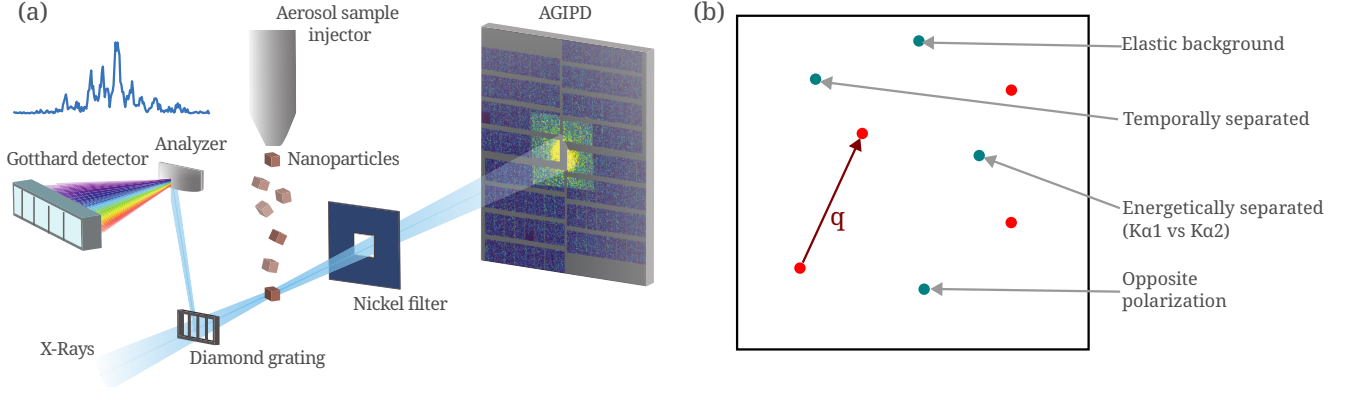 (a)
Aerosol sample
injector
AGIPD
Analyzer
Gotthard detector
Nanoparticles
Nickel filter
X-Rays
Diamond grating
(b)
Elastic background
Temporally separated
q
Energetically separated
(Kα1 vs Kα2)
Opposite
polarization